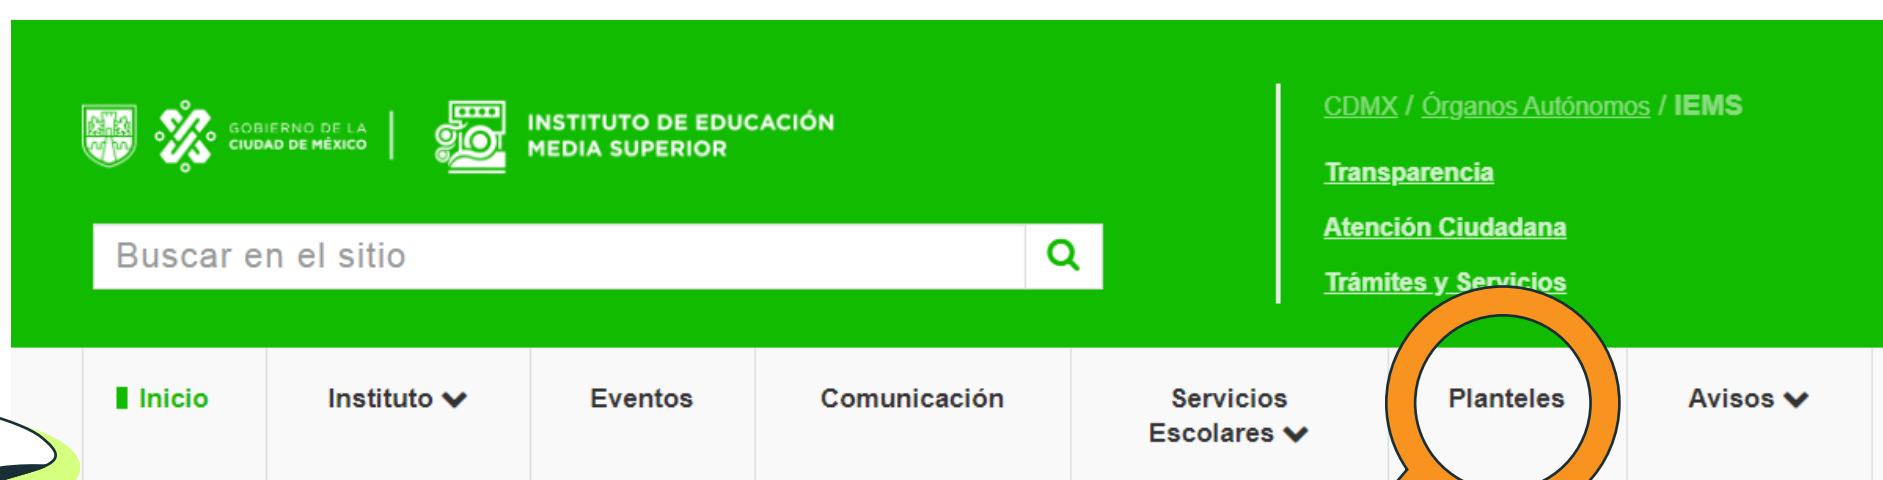 GOBIERNO DE LA
CIUDAD DE MÉXICO
INSTITUTO DE EDUCACIÓN
MEDIA SUPERIOR
Buscar en el sitio
CDMX / Órganos Autónomos / IEMS
Transparencia
Atención Ciudadana
Trámites y Servicios
Inicio
Instituto
Eventos
Comunicación
Servicios
Escolares
Planteles
Avisos